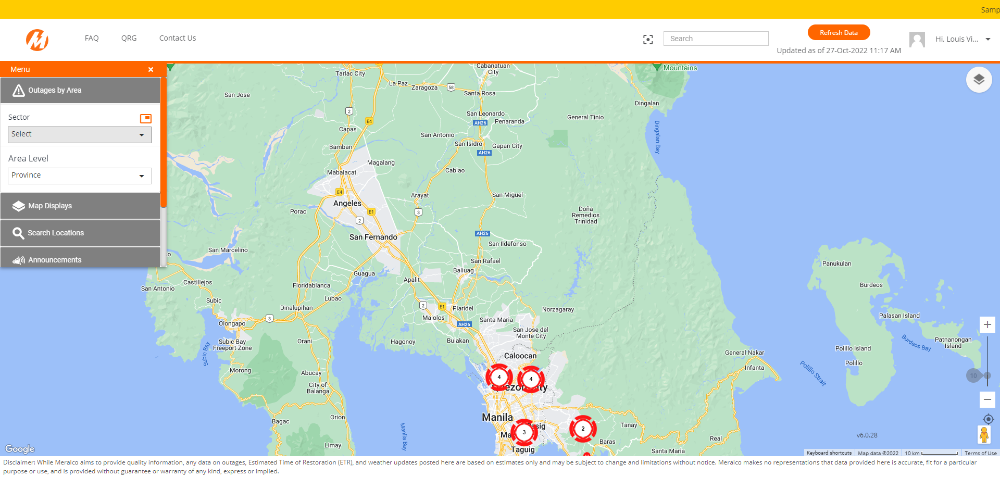 Samp
FAQ
QRG
Contact Us
Search
Refresh Data
Updated as of 27-Oct-2022 11:17 AM
Hi, Louis Vi...
Menu
Outages by Area
Sector
Select
Area Level
Province
Map Displays
Search Locations
Announcements
Tarlac City
La Paz
Zaragoza
58
Cabanatuan
City
Santa Rosa
Mountains
San Jose
Dingalan
2
E4
San Leonardo
AH26
Peñaranda
General Tinio
Capas
San Antonio
Dingalan Bay
San Isidro
Gapan City
Bamban
AH26
Magalang
Mabalacat
Cabiao
E4
Arayat
San Miguel
Angeles
Porac
E1
3
2
Doña
Remedios
Trinidad
San Fernando
AH26
San Ildefonso
San Marcelino
San Rafael
Panukulan
Guagua
Baliuag
Apalit
Castillejos
Floridablanca
San Antonio
Burdeos
Subic
Lubao
2
E1
Plaridel
Dinalupihan
Norzagaray
Malolos
Santa Maria
Palasan Island
3
Olongapo
AH26
San Jose del
Monte City
Subic Bay
Freeport Zone
Orani
Hagonoy
Bulakan
Burdeos Bay
Patnanongan
Island
Subic Bay
Polillo Island
Caloocan
General Nakar
Polillo
Morong
Infanta
Abucay
4
4
Polillo Strait
10
City of
Balanga
Manila
Orion
Bagac
3
2
Tanay
Manila Bay
v6.0.28
Real
Baras
Limay
Taguig
Santa Maria
Google
Keyboard shortcuts
Map data ©2022
10 km
Terms of Use
Disclaimer: While Meralco aims to provide quality information, any data on outages, Estimated Time of Restoration (ETR), and weather updates posted here are based on estimates only and may be subject to change and limitations without notice. Meralco makes no representations that data provided here is accurate, fit for a particular
purpose or use, and is provided without guarantee or warranty of any kind, express or implied.